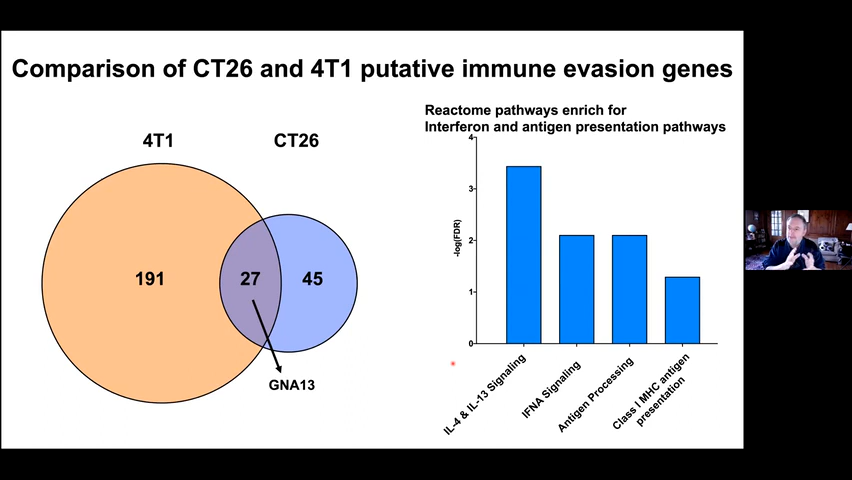 Comparison of CT26 and 4T1 putative immune evasion genes
4T1
CT26
191
27
45
GNA13
Reactome pathways enrich for
Interferon and antigen presentation pathways
-log(FDR)
4
3
2
1
0
IL-4 & IL-13 Signaling
IFNA Signaling
Antigen Processing
Class I MHC antigen
presentation